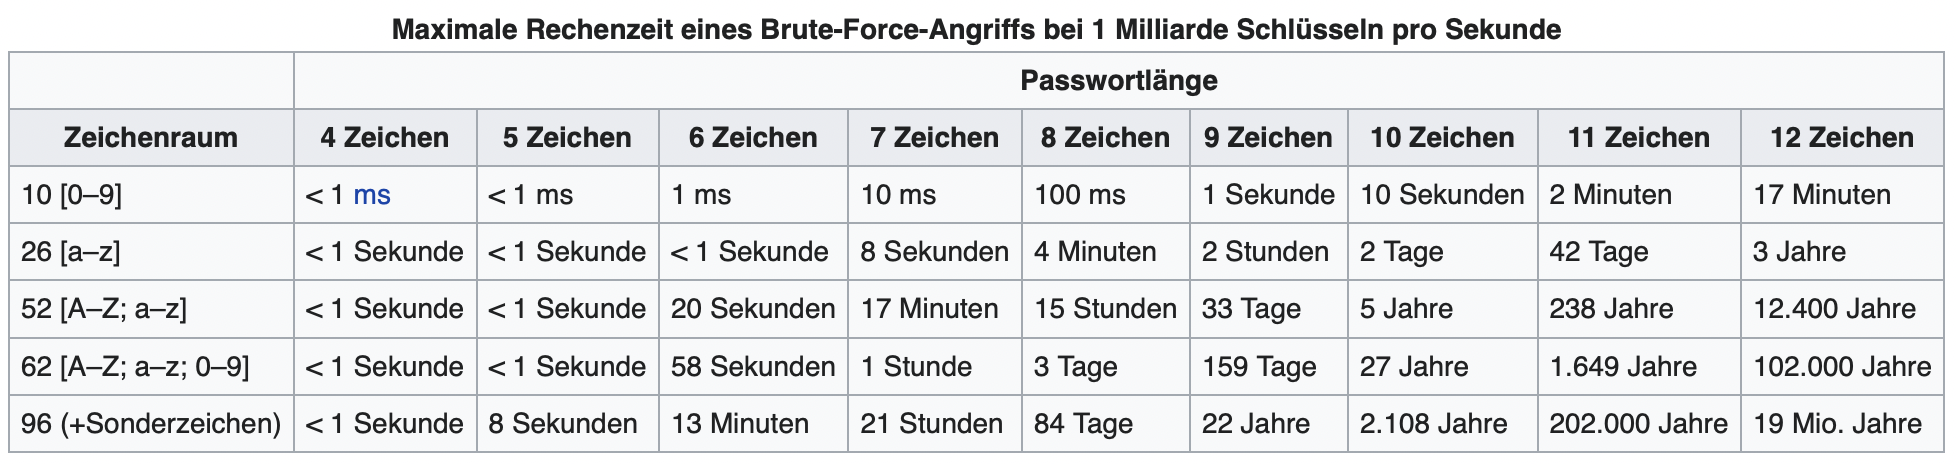 Maximale Rechenzeit eines Brute-Force-Angriffs bei 1 Milliarde Schlüsseln pro Sekunde
Passwortlänge
Zeichenraum 4 Zeichen 5 Zeichen 6 Zeichen 7 Zeichen 8 Zeichen 9 Zeichen 10 Zeichen 11 Zeichen 12 Zeichen
10 [0–9] < 1 ms < 1 ms 1 ms 10 ms 100 ms 1 Sekunde 10 Sekunden 2 Minuten 17 Minuten
26 [a–z] < 1 Sekunde < 1 Sekunde < 1 Sekunde 8 Sekunden 4 Minuten 2 Stunden 2 Tage 42 Tage 3 Jahre
52 [A–Z; a–z] < 1 Sekunde < 1 Sekunde 20 Sekunden 17 Minuten 15 Stunden 33 Tage 5 Jahre 238 Jahre 12.400 Jahre
62 [A–Z; a–z; 0–9] < 1 Sekunde < 1 Sekunde 58 Sekunden 1 Stunde 3 Tage 159 Tage 27 Jahre 1.649 Jahre 102.000 Jahre
96 (+Sonderzeichen) < 1 Sekunde 8 Sekunden 13 Minuten 21 Stunden 84 Tage 22 Jahre 2.108 Jahre 202.000 Jahre 19 Mio. Jahre